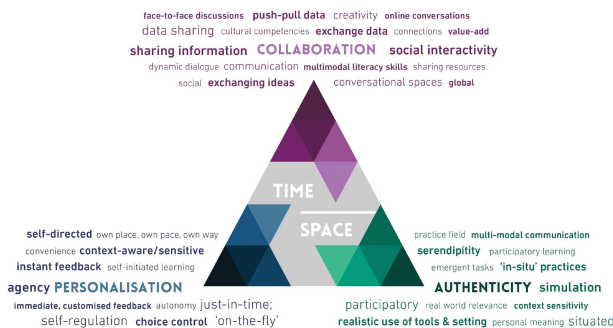 face-to-face discussions push-pull data creativity online conversations
data sharing cultural competencies exchange data connections value-add
sharing information COLLABORATION social interactivity
dynamic dialogue communication multimodal literacy skills sharing resources
social exchanging ideas conversational spaces global
TIME
SPACE
self-directed own place, own pace, own way
convenience context-aware/sensitive
instant feedback self-initiated learning
agency PERSONALISATION
immediate, customised feedback autonomy just-in-time;
self-regulation choice control 'on-the-fly'
practice field multi-modal communication
serendipity participatory learning
emergent tasks 'in-situ' practices
AUTHENTICITY simulation
participatory real world relevance context sensitivity
realistic use of tools & setting personal meaning situated